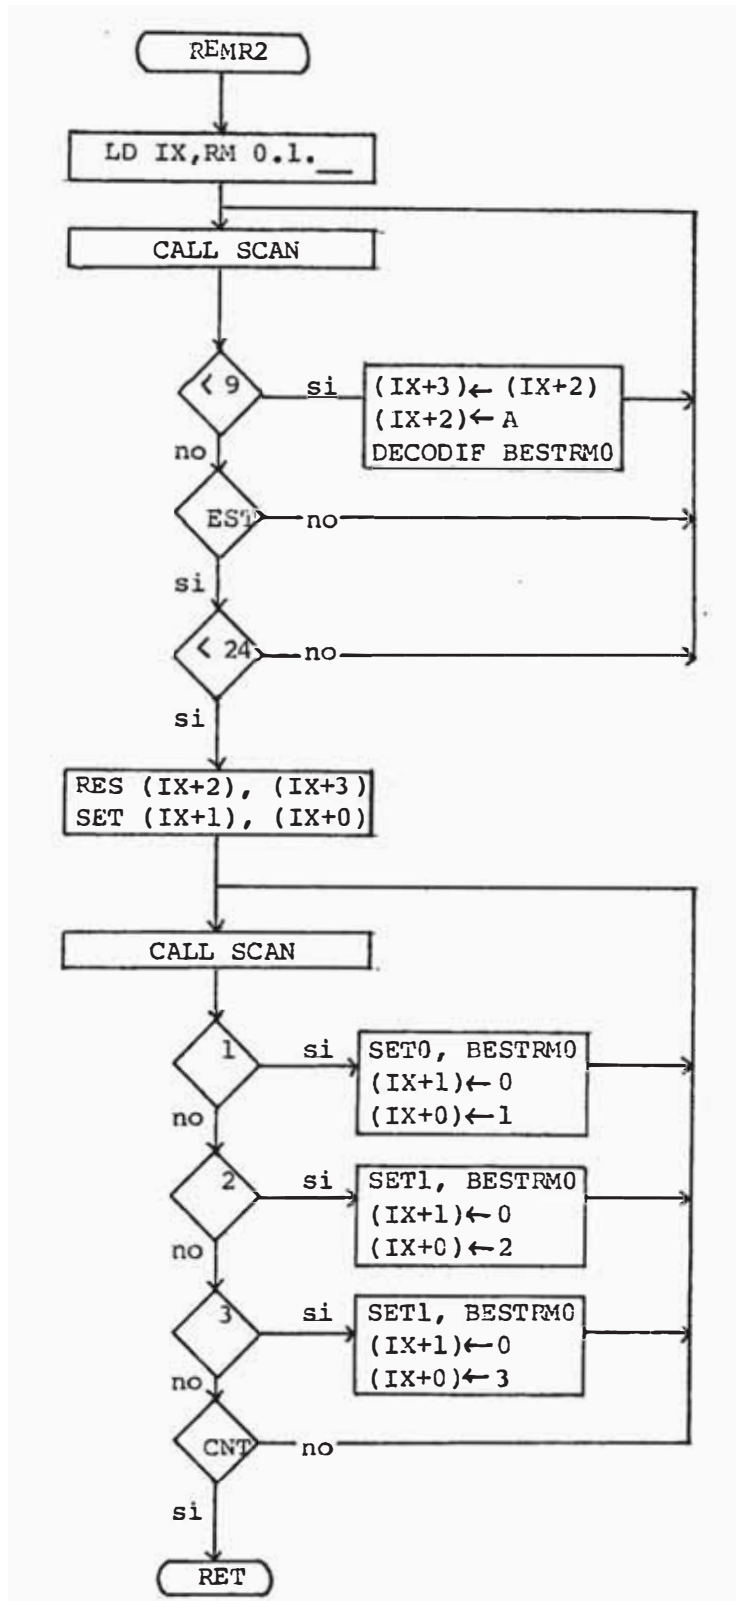 REMR2
LD IX,RM 0.1.__
CALL SCAN
< 9
si
(IX+3)← (IX+2)
(IX+2)← A
DECODIF BESTRM0
no
EST
no
si
< 24
no
si
RES (IX+2), (IX+3)
SET (IX+1), (IX+0)
CALL SCAN
1
si
SET0, BESTRM0
(IX+1)← 0
(IX+0)←1
no
2
si
SET1, BESTRM0
(IX+1)← 0
(IX+0)←2
no
3
si
SET1, BESTRM0
(IX+1)←0
(IX+0)←3
no
CNT
no
si
RET